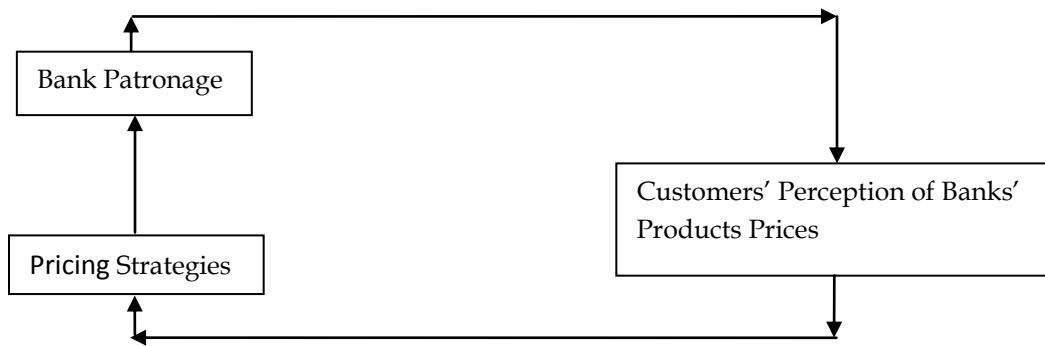 Bank Patronage
Customers’ Perception of Banks’
Products Prices
Pricing Strategies